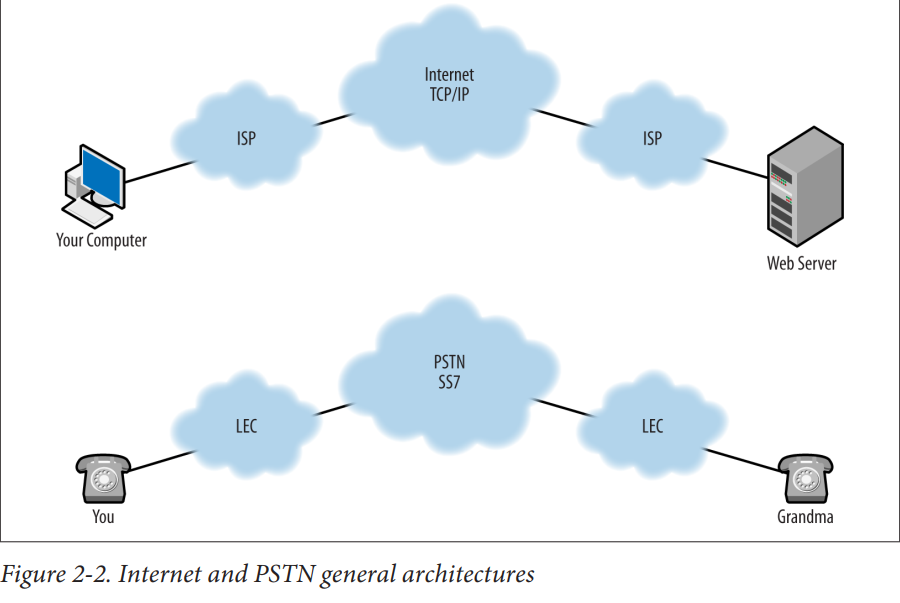 Internet
TCP/IP
ISP
ISP
Your Computer
Web Server
PSTN
SS7
LEC
LEC
You
Grandma
Figure 2-2. Internet and PSTN general architectures